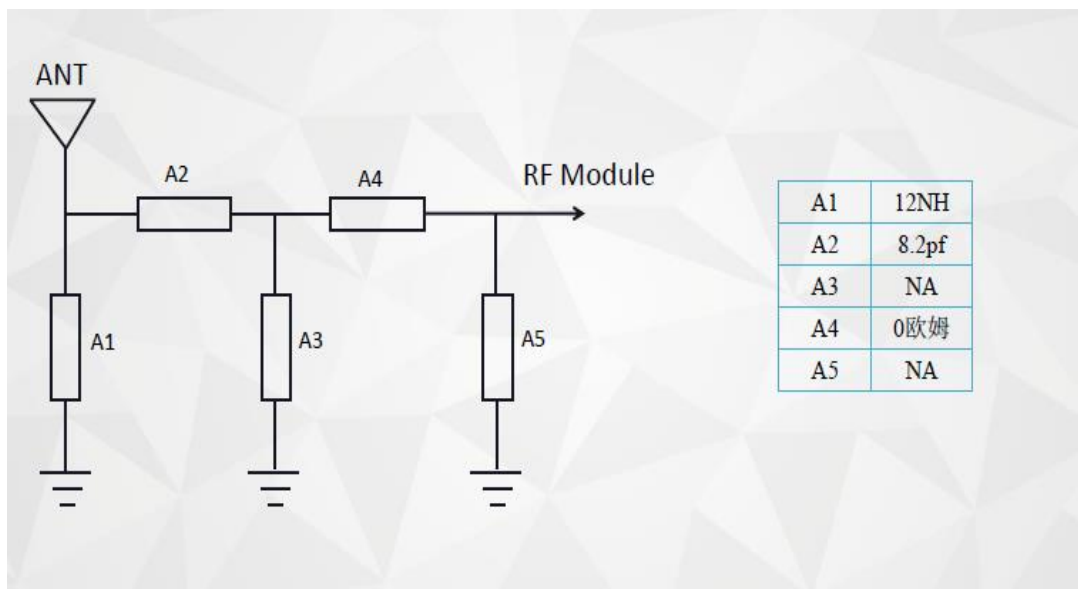 ANT
A2
A4
RF Module
A1
A3
A5
A1 12NH
A2 8.2pf
A3 NA
A4 0欧姆
A5 NA